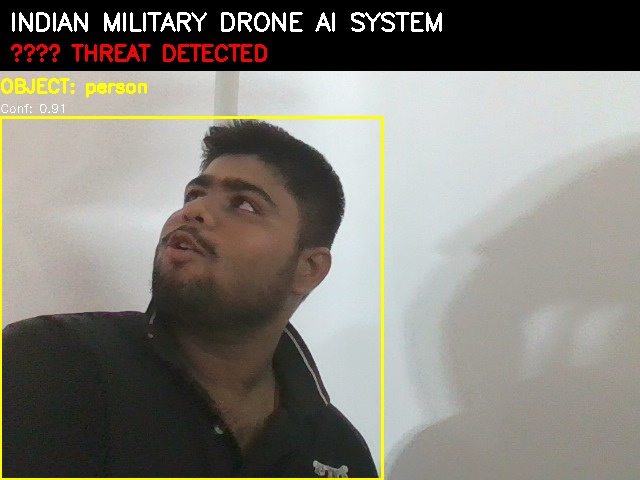 INDIAN MILITARY DRONE AI SYSTEM
???? THREAT DETECTED
OBJECT: person
Conf: 0.91